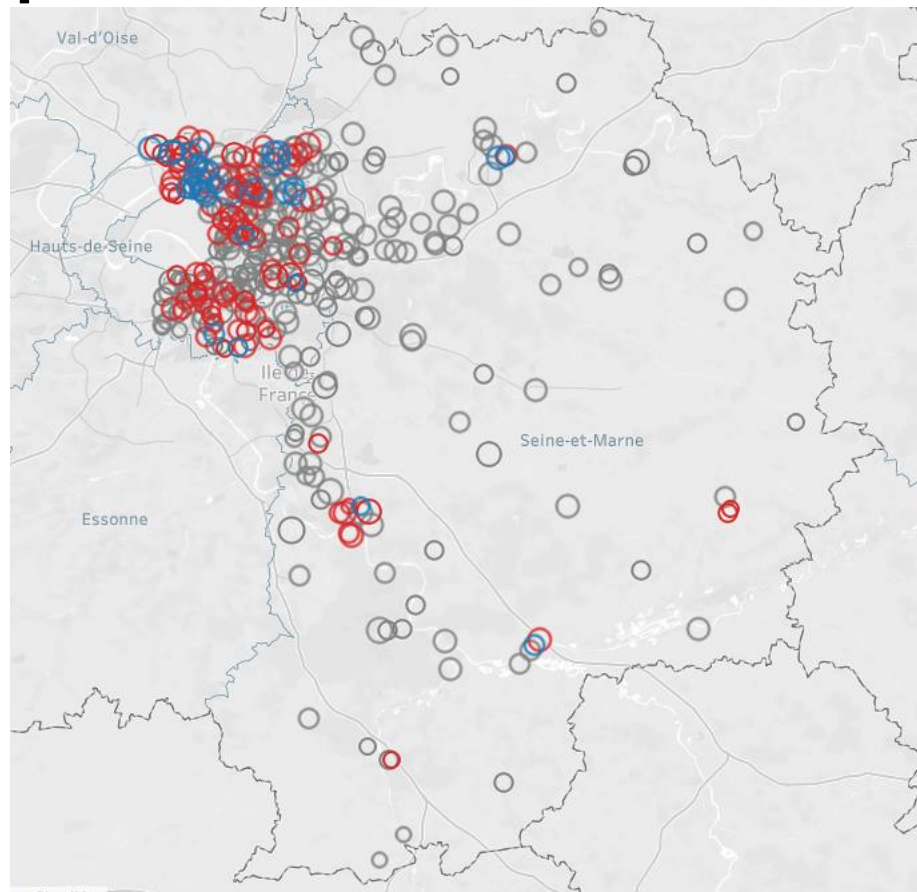 Val-d'Oise
Hauts-de-Seine
Ile-de-
France
Seine-et-Marne
Essonne